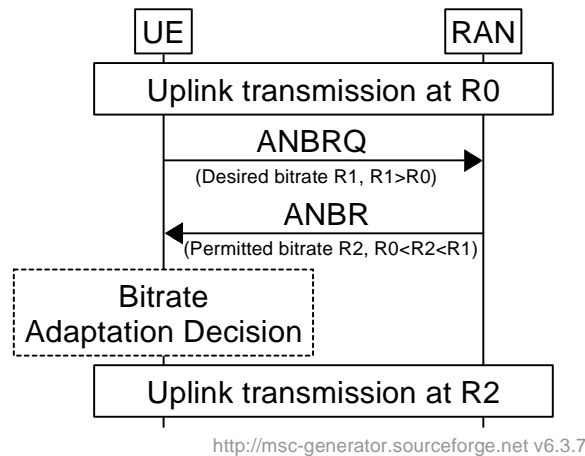 UE
RAN
Uplink transmission at R0
ANBRQ
(Desired bitrate R1, R1>R0)
ANBR
(Permitted bitrate R2, R0<R2<R1)
Bitrate
Adaptation Decision
Uplink transmission at R2
http://msc-generator.sourceforge.net v6.3.7